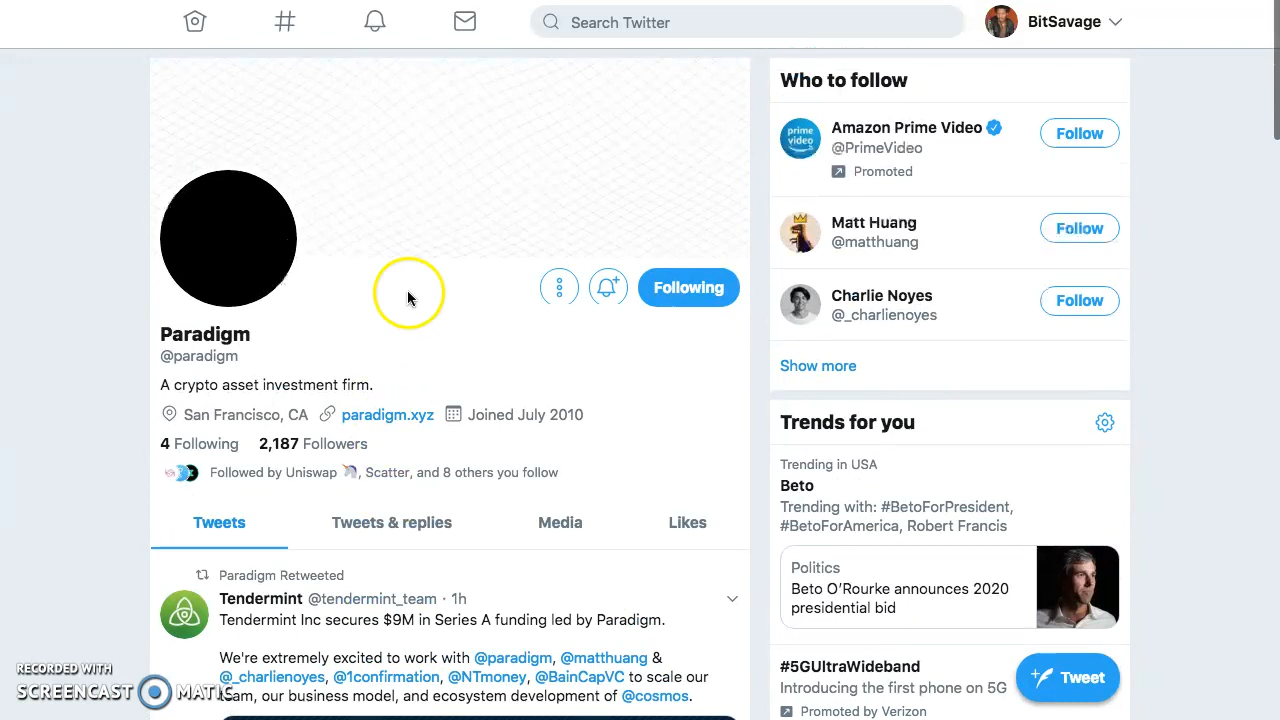 Search Twitter
BitSavage
Paradigm
@paradigm
A crypto asset investment firm.
San Francisco, CA paradigm.xyz Joined July 2010
4 Following 2,187 Followers
Followed by Uniswap 🦄, Scatter, and 8 others you follow
Following
Tweets Tweets & replies Media Likes
Paradigm Retweeted
Tendermint @tendermint_team · 1h
Tendermint Inc secures $9M in Series A funding led by Paradigm.
We're extremely excited to work with @paradigm, @matthuang &
@_charlienoyes, @1confirmation, @NTmoney, @BainCapVC to scale our
team, our business model, and ecosystem development of @cosmos.
Who to follow
prime video
Amazon Prime Video
@PrimeVideo
Promoted
Follow
Matt Huang
@matthuang
Follow
Charlie Noyes
@_charlienoyes
Follow
Show more
Trends for you
Trending in USA
Beto
Trending with: #BetoForPresident,
#BetoForAmerica, Robert Francis
Politics
Beto O'Rourke announces 2020
presidential bid
#5GUltraWideband
Introducing the first phone on 5G
Promoted by Verizon
Tweet
RECORDED WITH
SCREENCAST MATIC